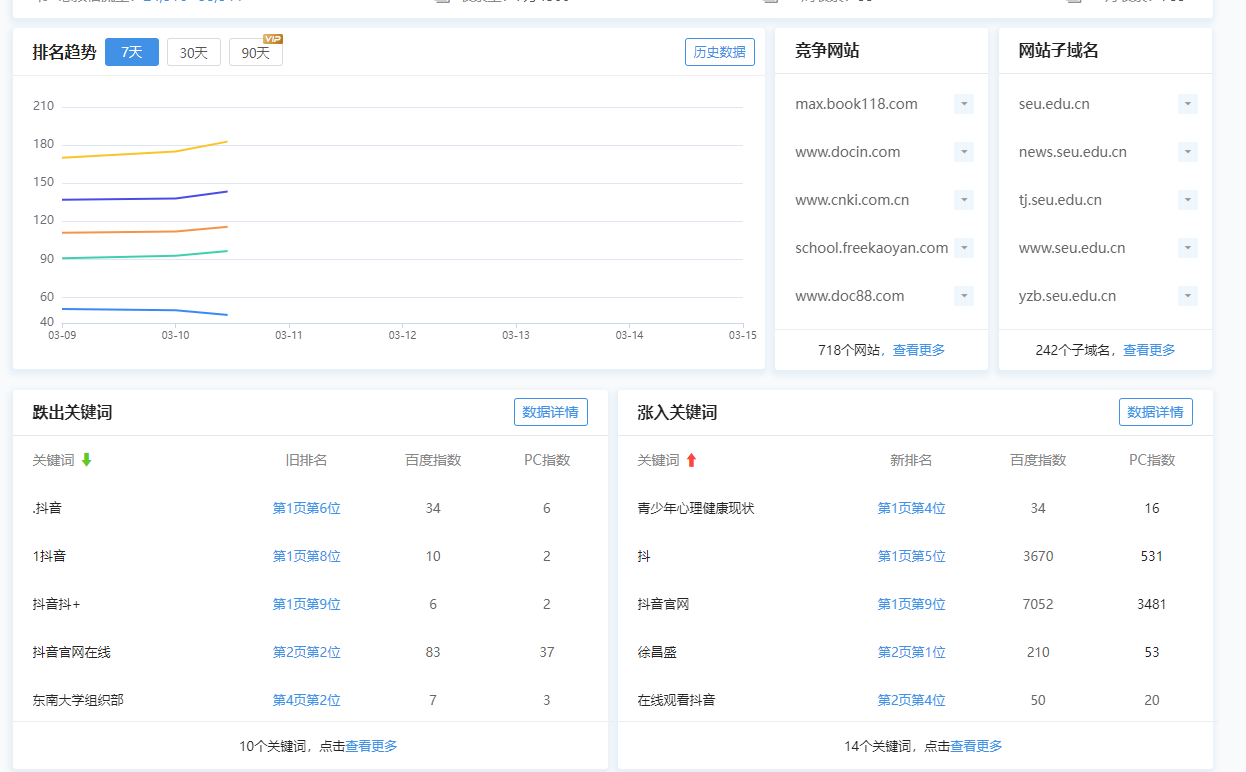 排名趋势 7天 30天 90天 VIP 历史数据
210
180
150
120
90
60
40
03-09 03-10 03-11 03-12 03-13 03-14 03-15
竞争网站
max.book118.com
www.docin.com
www.cnki.com.cn
school.freekaoyan.com
www.doc88.com
718个网站，查看更多
网站子域名
seu.edu.cn
news.seu.edu.cn
tj.seu.edu.cn
www.seu.edu.cn
yzb.seu.edu.cn
242个子域名，查看更多
跌出关键词 数据详情
关键词 旧排名 百度指数 PC指数
.抖音 第1页第6位 34 6
1抖音 第1页第8位 10 2
抖音抖+ 第1页第9位 6 2
抖音官网在线 第2页第2位 83 37
东南大学组织部 第4页第2位 7 3
10个关键词，点击查看更多
涨入关键词 数据详情
关键词 新排名 百度指数 PC指数
青少年心理健康现状 第1页第4位 34 16
抖 第1页第5位 3670 531
抖音官网 第1页第9位 7052 3481
徐昌盛 第2页第1位 210 53
在线观看抖音 第2页第4位 50 20
14个关键词，点击查看更多